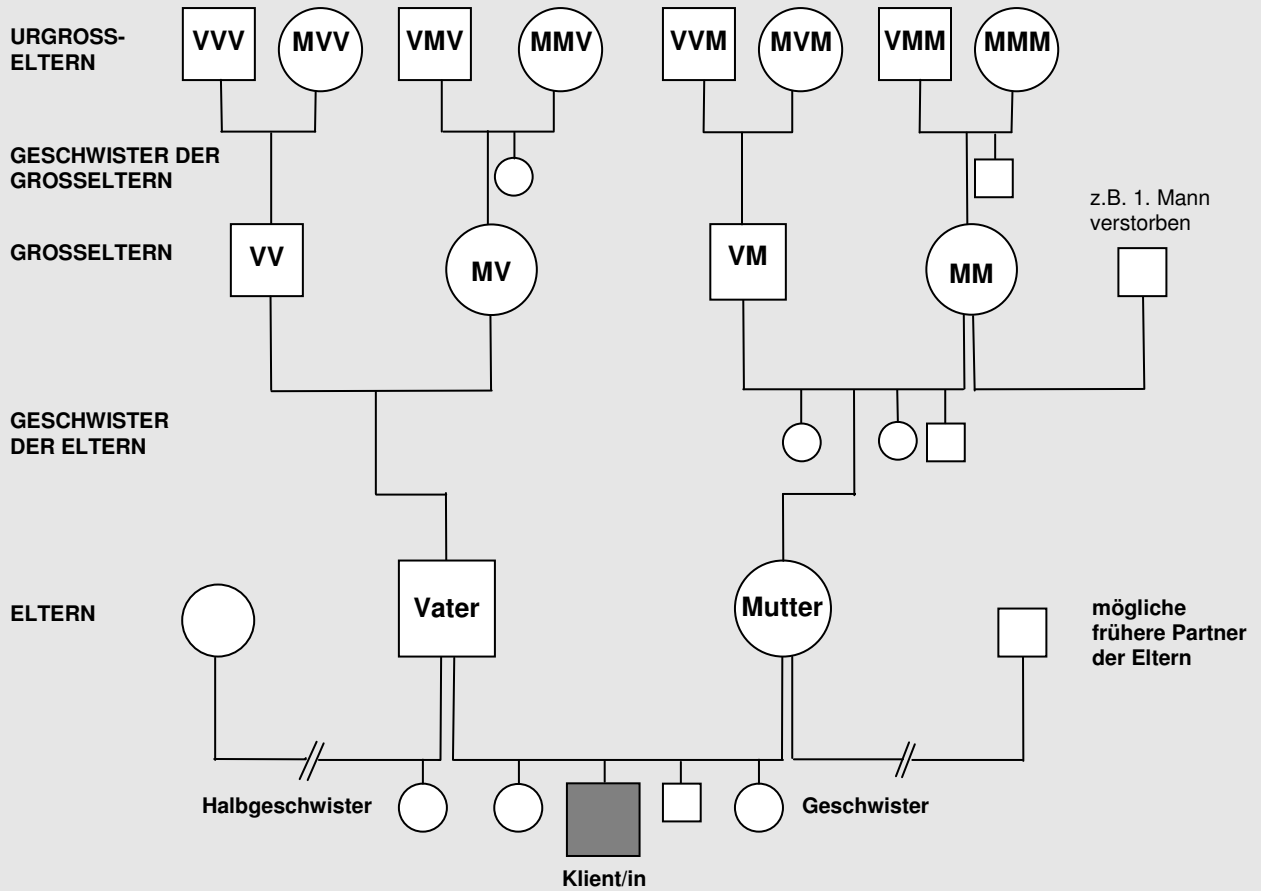 URGROSS-
ELTERN
VVV
MVV
VMV
MMV
VVM
MVM
VMM
MMM
GESCHWISTER DER
GROSSELTERN
z.B. 1. Mann
verstorben
GROSSELTERN
VV
MV
VM
MM
GESCHWISTER
DER ELTERN
ELTERN
Vater
Mutter
mögliche
frühere Partner
der Eltern
Halbgeschwister
Geschwister
Klient/in